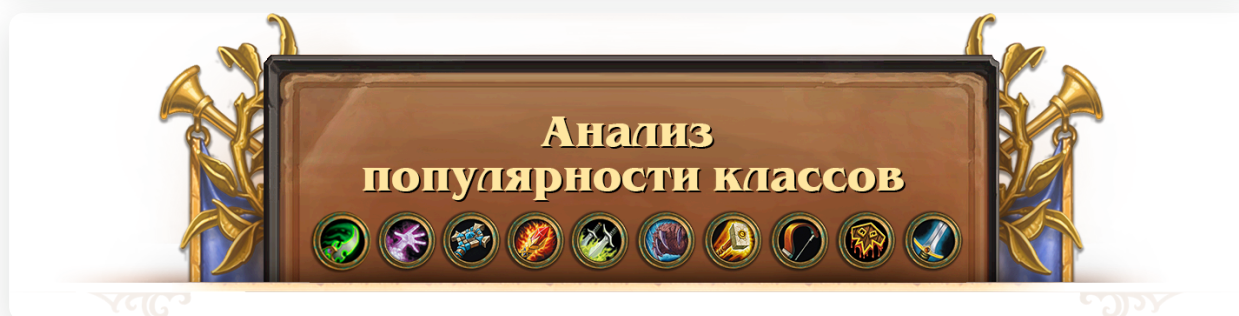 Анализ
популярности классов